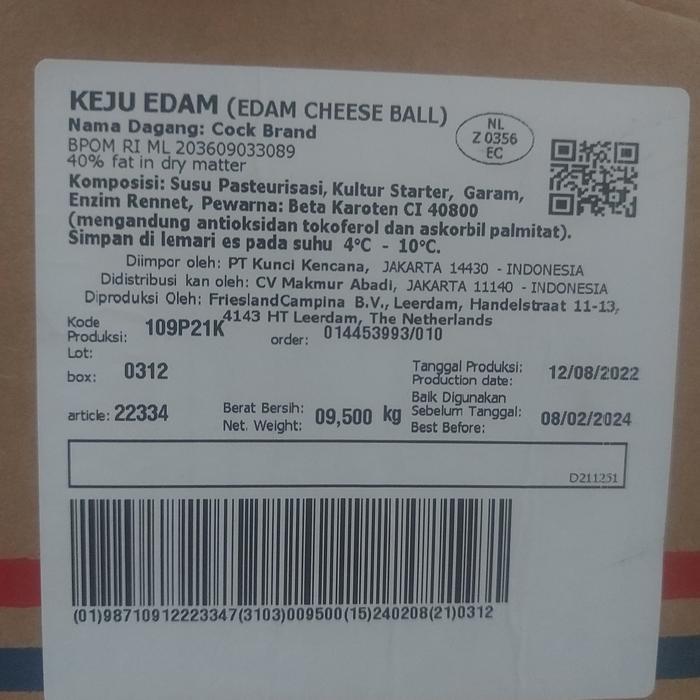 KEJU EDAM (EDAM CHEESE BALL)
Nama Dagang: Cock Brand
BPOM RI ML 203609033089
40% fat in dry matter
NL
Z 0356
EC
Komposisi: Susu Pasteurisasi, Kultur Starter, Garam,
Enzim Rennet, Pewarna: Beta Karoten CI 40800
(mengandung antioksidan tokoferol dan askorbil palmitat).
Simpan di lemari es pada suhu 4°C - 10°C.
Diimpor oleh: PT Kunci Kencana, JAKARTA 14430 - INDONESIA
Didistribusi kan oleh: CV Makmur Abadi, JAKARTA 11140 - INDONESIA
Diproduksi Oleh: FrieslandCampina B.V., Leerdam, Handelstraat 11-13,
4143 HT Leerdam, The Netherlands
Kode Produksi: 109P21K order: 014453993/010
Lot:
box: 0312
Tanggal Produksi: 12/08/2022
Production date:
article: 22334
Berat Bersih: 09,500 kg
Net. Weight:
Baik Digunakan
Sebelum Tanggal: 08/02/2024
Best Before:
D211251
(01)98710912223347(3103)009500(15)240208(21)0312